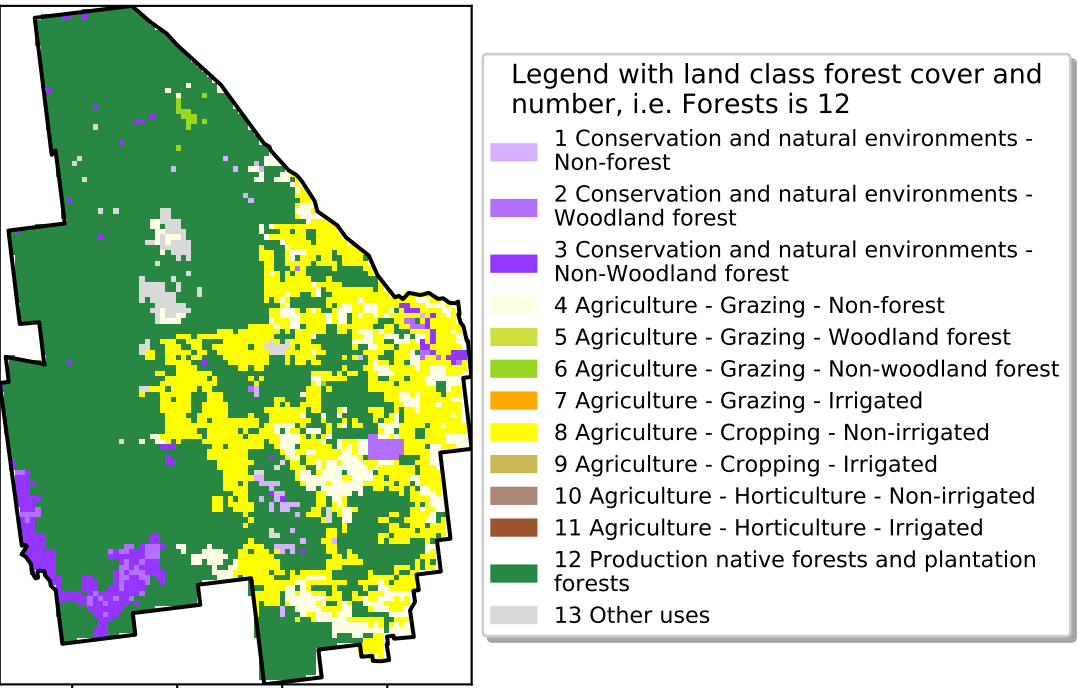 Legend with land class forest cover and
number, i.e. Forests is 12
1 Conservation and natural environments -
Non-forest
2 Conservation and natural environments -
Woodland forest
3 Conservation and natural environments -
Non-Woodland forest
4 Agriculture - Grazing - Non-forest
5 Agriculture - Grazing - Woodland forest
6 Agriculture - Grazing - Non-woodland forest
7 Agriculture - Grazing - Irrigated
8 Agriculture - Cropping - Non-irrigated
9 Agriculture - Cropping - Irrigated
10 Agriculture - Horticulture - Non-irrigated
11 Agriculture - Horticulture - Irrigated
12 Production native forests and plantation
forests
13 Other uses